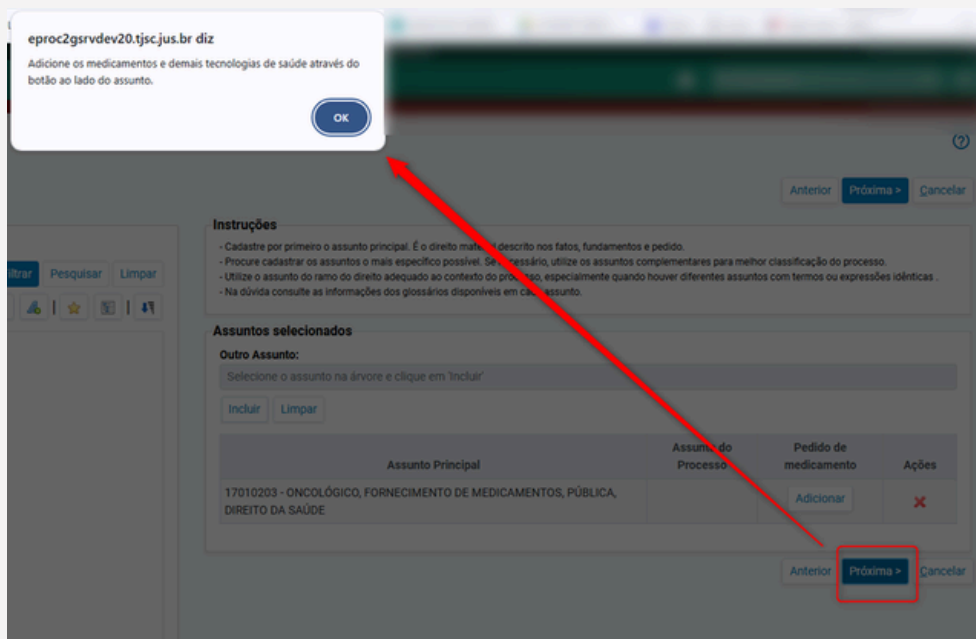 eproc2gsrvdev20.tjsc.jus.br diz
Adicione os medicamentos e demais tecnologias de saúde através do
botão ao lado do assunto.
OK
Anterior Próxima > Cancelar
Instruções
- Cadastre por primeiro o assunto principal. É o direito material descrito nos fatos, fundamentos e pedido.
- Procure cadastrar os assuntos o mais específico possível. Se necessário, utilize os assuntos complementares para melhor classificação do processo.
- Utilize o assunto do ramo do direito adequado ao contexto do processo, especialmente quando houver diferentes assuntos com termos ou expressões idênticas .
- Na dúvida consulte as informações dos glossários disponíveis em cada assunto.
Pesquisar Limpar
Assuntos selecionados
Outro Assunto:
Selecione o assunto na árvore e clique em 'Incluir'
Incluir Limpar
Assunto Principal
Assunto do
Processo
Pedido de
medicamento
Ações
17010203 - ONCOLÓGICO, FORNECIMENTO DE MEDICAMENTOS, PÚBLICA,
DIREITO DA SAÚDE
Adicionar
Anterior Próxima > Cancelar